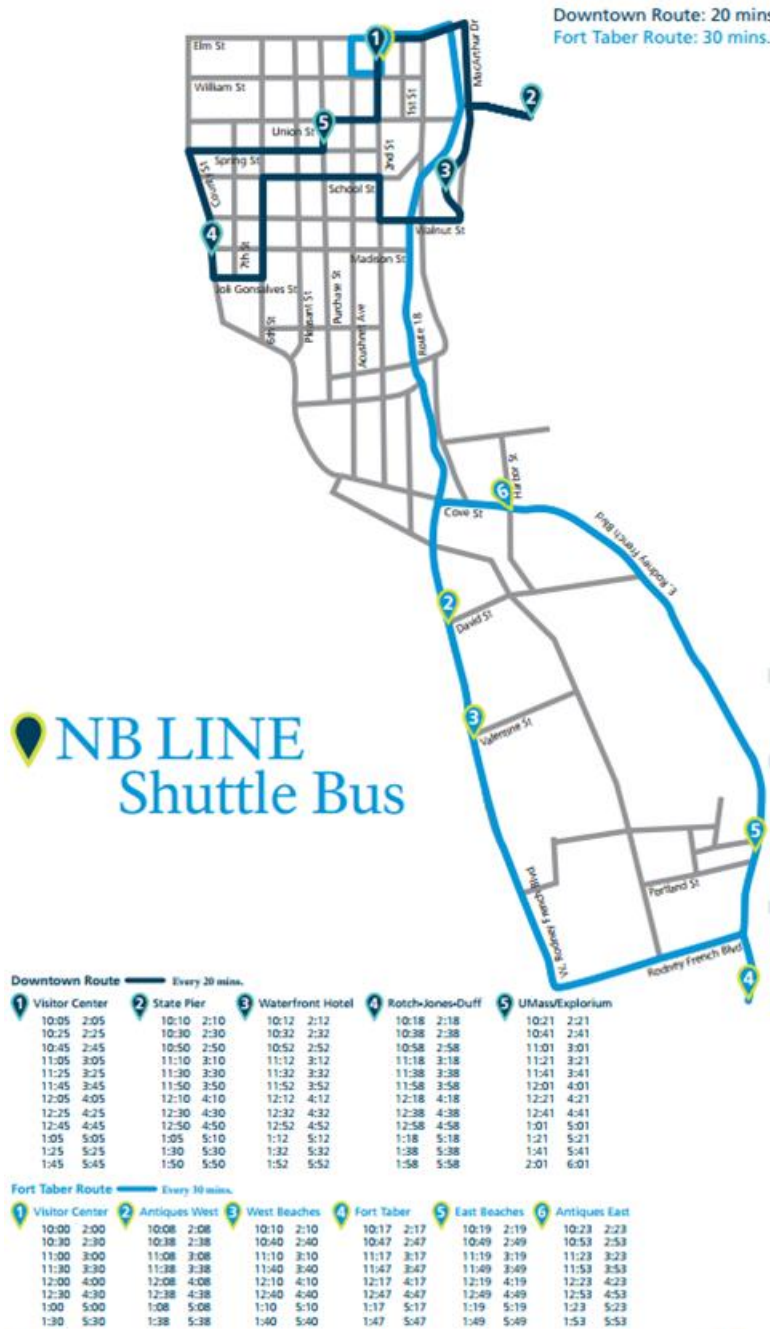 Downtown Route: 20 mins
Fort Taber Route: 30 mins.
1
Elm St
MacArthur Dr
William St
1st St
2
5
Union St
2nd St
Spring St
3
County St
School St
4
Walnut St
7th St
Madison St
Joli Gonsalves St
6th St
Pleasant St
Purchase St
Acushnet Ave
Route 18
6
Harbor St
Cove St
E. Rodney French Blvd
2
David St
3
Valentine St
NB LINE
Shuttle Bus
5
Portland St
W. Rodney French Blvd
Rodnity French Blvd
4
Downtown Route Every 20 mins.
1 Visitor Center 2 State Pier 3 Waterfront Hotel 4 Rotch•Jones•Duff 5 UMass/Explorium
10:05 2:05 10:10 2:10 10:12 2:12 10:18 2:18 10:21 2:21
10:25 2:25 10:30 2:30 10:32 2:32 10:38 2:38 10:41 2:41
10:45 2:45 10:50 2:50 10:52 2:52 10:58 2:58 11:01 3:01
11:05 3:05 11:10 3:10 11:12 3:12 11:18 3:18 11:21 3:21
11:25 3:25 11:30 3:30 11:32 3:32 11:38 3:38 11:41 3:41
11:45 3:45 11:50 3:50 11:52 3:52 11:58 3:58 12:01 4:01
12:05 4:05 12:10 4:10 12:12 4:12 12:18 4:18 12:21 4:21
12:25 4:25 12:30 4:30 12:32 4:32 12:38 4:38 12:41 4:41
12:45 4:45 12:50 4:50 12:52 4:52 12:58 4:58 1:01 5:01
1:05 5:05 1:05 5:10 1:12 5:12 1:18 5:18 1:21 5:21
1:25 5:25 1:30 5:30 1:32 5:32 1:38 5:38 1:41 5:41
1:45 5:45 1:50 5:50 1:52 5:52 1:58 5:58 2:01 6:01
Fort Taber Route Every 30 mins.
1 Visitor Center 2 Antiques West 3 West Beaches 4 Fort Taber 5 East Beaches 6 Antiques East
10:00 2:00 10:08 2:08 10:10 2:10 10:17 2:17 10:19 2:19 10:23 2:23
10:30 2:30 10:38 2:38 10:40 2:40 10:47 2:47 10:49 2:49 10:53 2:53
11:00 3:00 11:08 3:08 11:10 3:10 11:17 3:17 11:19 3:19 11:23 3:23
11:30 3:30 11:38 3:38 11:40 3:40 11:47 3:47 11:49 3:49 11:53 3:53
12:00 4:00 12:08 4:08 12:10 4:10 12:17 4:17 12:19 4:19 12:23 4:23
12:30 4:30 12:38 4:38 12:40 4:40 12:47 4:47 12:49 4:49 12:53 4:53
1:00 5:00 1:08 5:08 1:10 5:10 1:17 5:17 1:19 5:19 1:23 5:23
1:30 5:30 1:38 5:38 1:40 5:40 1:47 5:47 1:49 5:49 1:53 5:53